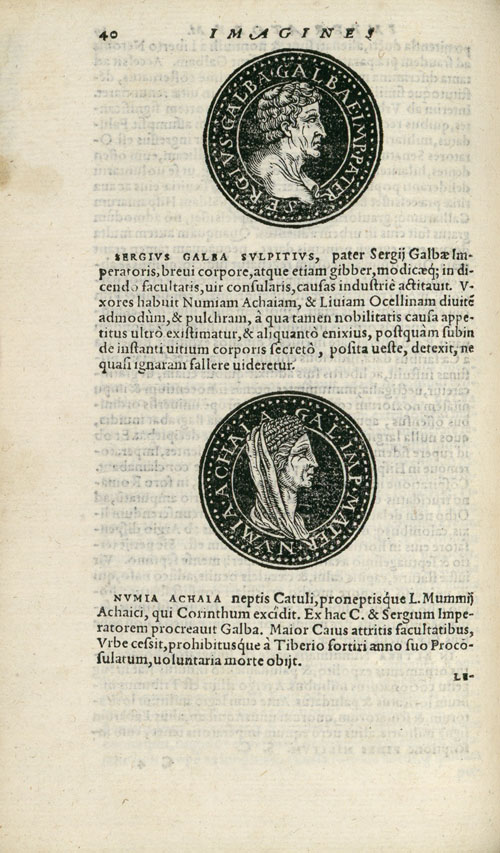 40 IMAGINES
SERGIVS·GALBA·GALBAE IMP·PATER
SERGIVS GALBA SVLPITIVS, pater Sergij Galbæ Im-
peratoris, breui corpore, atque etiam gibber, modicæq́; in di-
cendo facultatis, uir consularis, causas industriè actitauit. V-
xores habuit Numiam Achaiam, & Liuiam Ocellinam diuitē
admodùm, & pulchram, à qua tamen nobilitatis causa appe-
titus ultrò existimatur, & aliquantò enixius, postquàm subin
de instanti uitium corporis secretò, posita ueste, detexit, ne
quasi ignaram fallere uideretur.
NVMIA ACHAIA·GAL·IMP·MATER
NVMIA ACHAIA neptis Catuli, proneptisque L. Mummij
Achaici, qui Corinthum excidit. Ex hac C. & Sergium Impe-
ratorem procreauit Galba. Maior Caius attritis facultatibus,
Vrbe cessit, prohibitusque à Tiberio sortiri anno suo Proco-
sulatum, uoluntaria morte obijt.
LI-